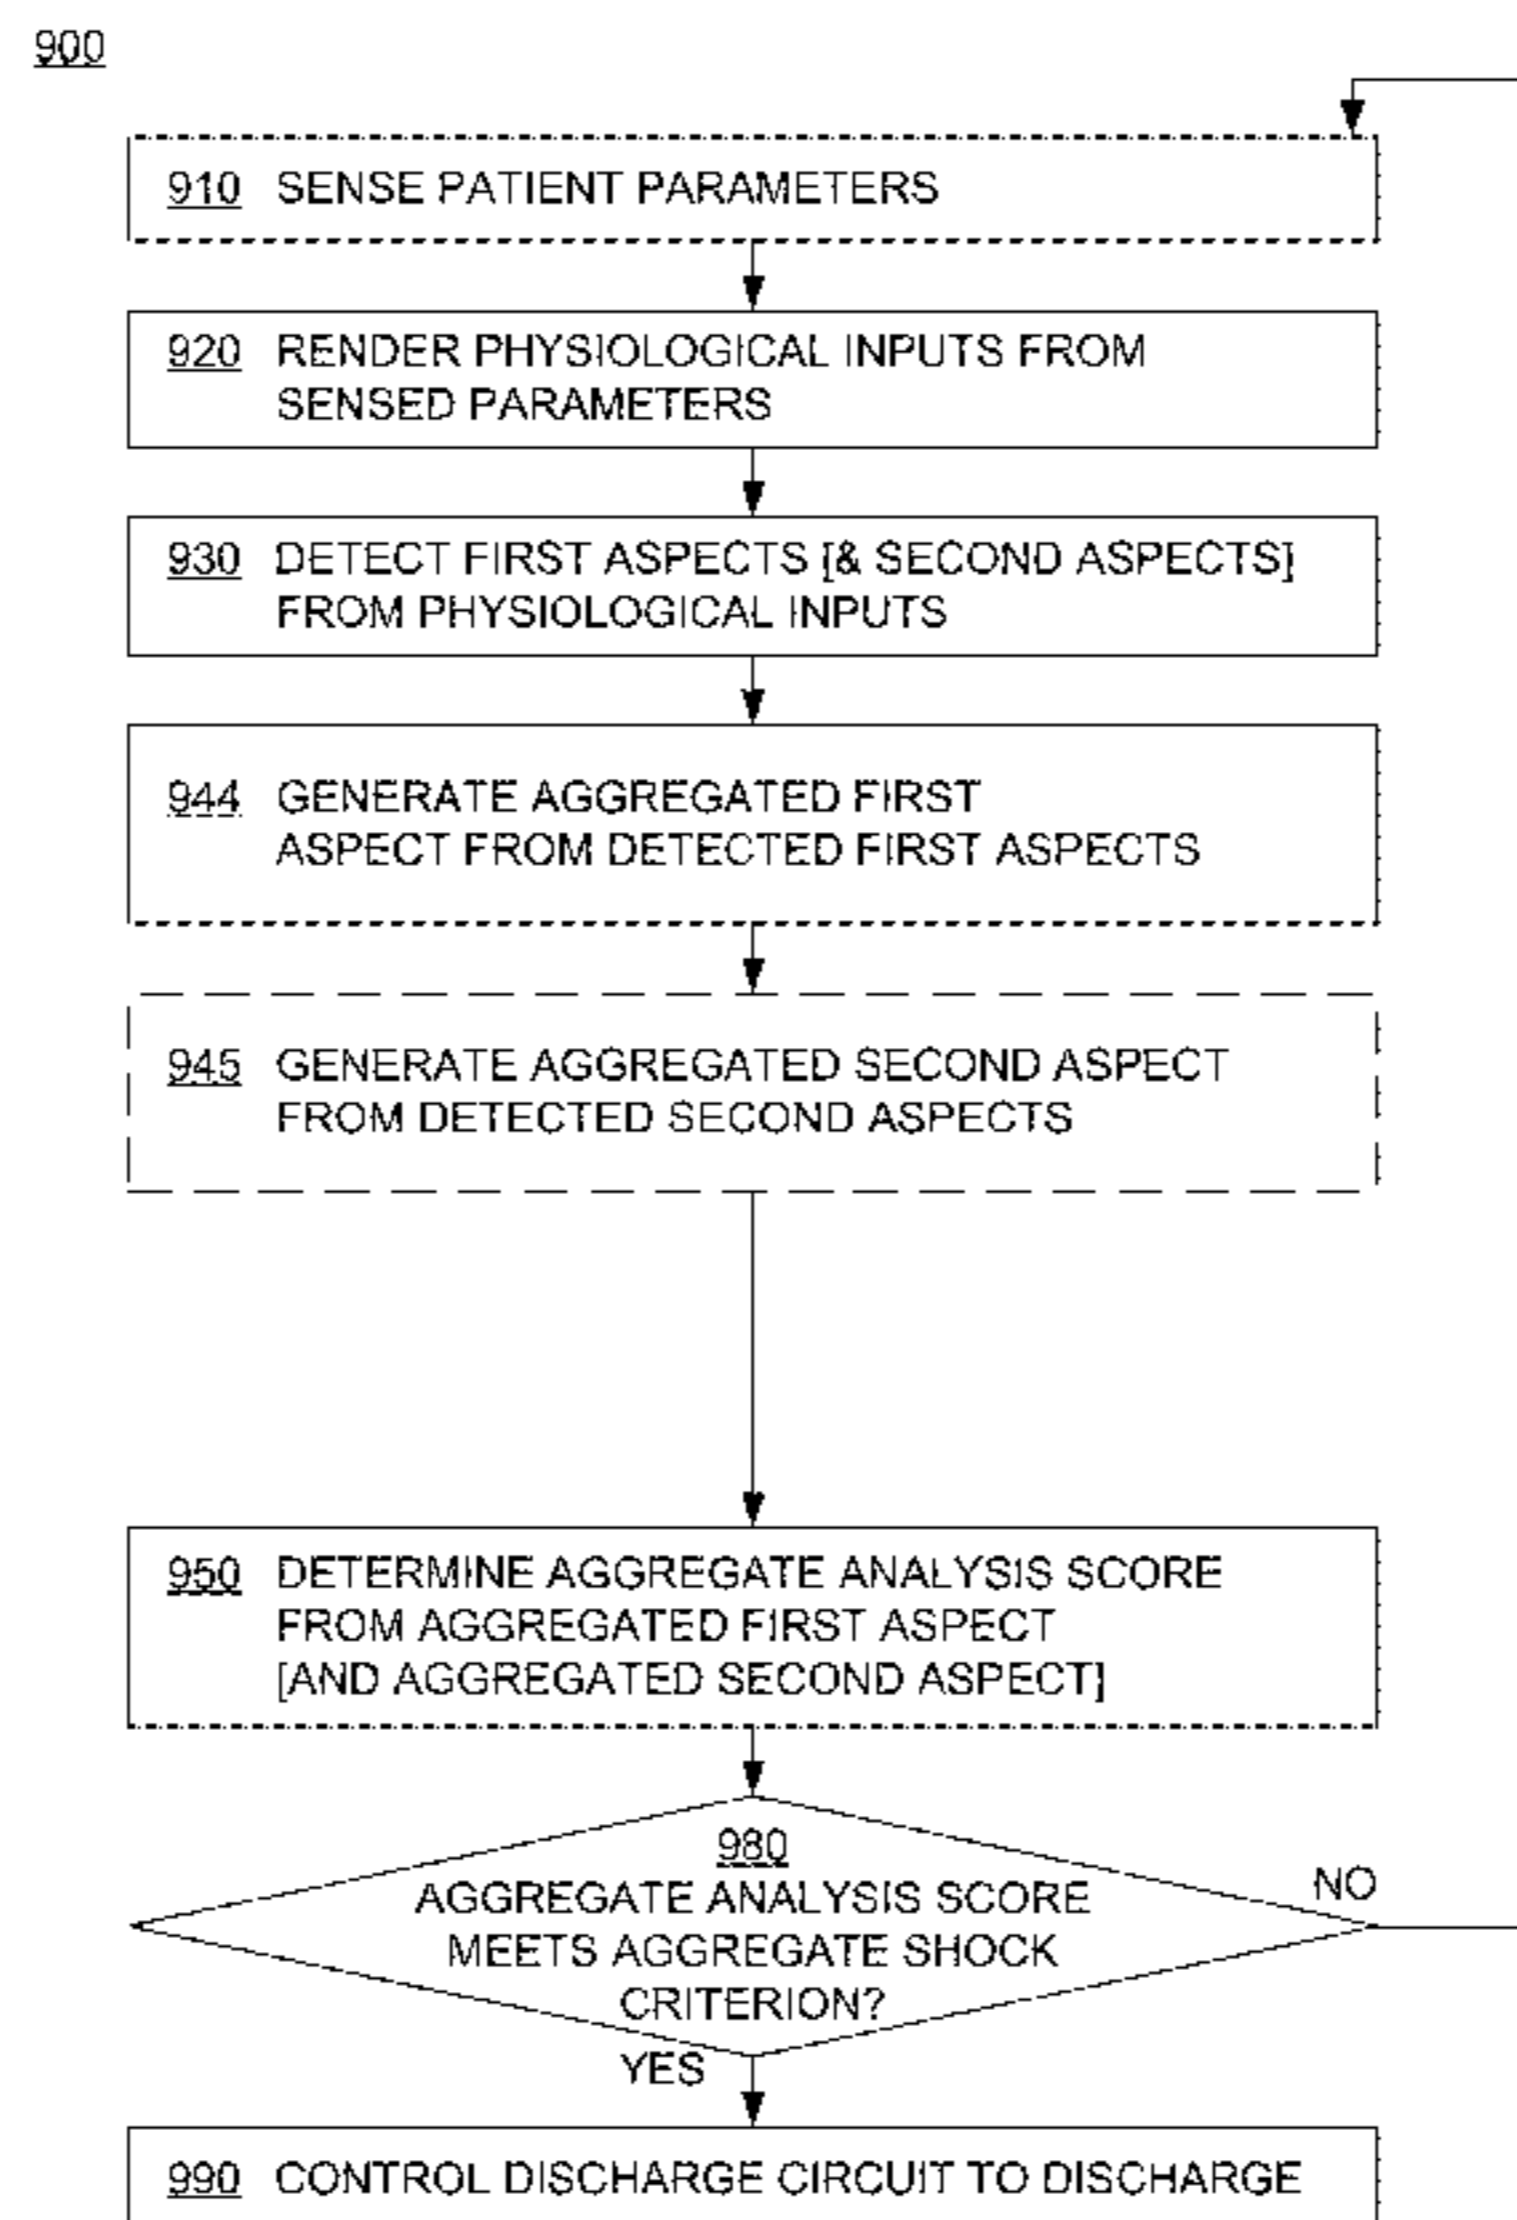 900
910 SENSE PATIENT PARAMETERS
920 RENDER PHYSIOLOGICAL INPUTS FROM
SENSED PARAMETERS
930 DETECT FIRST ASPECTS [& SECOND ASPECTS]
FROM PHYSIOLOGICAL INPUTS
944 GENERATE AGGREGATED FIRST
ASPECT FROM DETECTED FIRST ASPECTS
945 GENERATE AGGREGATED SECOND ASPECT
FROM DETECTED SECOND ASPECTS
950 DETERMINE AGGREGATE ANALYSIS SCORE
FROM AGGREGATED FIRST ASPECT
[AND AGGREGATED SECOND ASPECT]
980
AGGREGATE ANALYSIS SCORE
MEETS AGGREGATE SHOCK
CRITERION?
NO
YES
990 CONTROL DISCHARGE CIRCUIT TO DISCHARGE